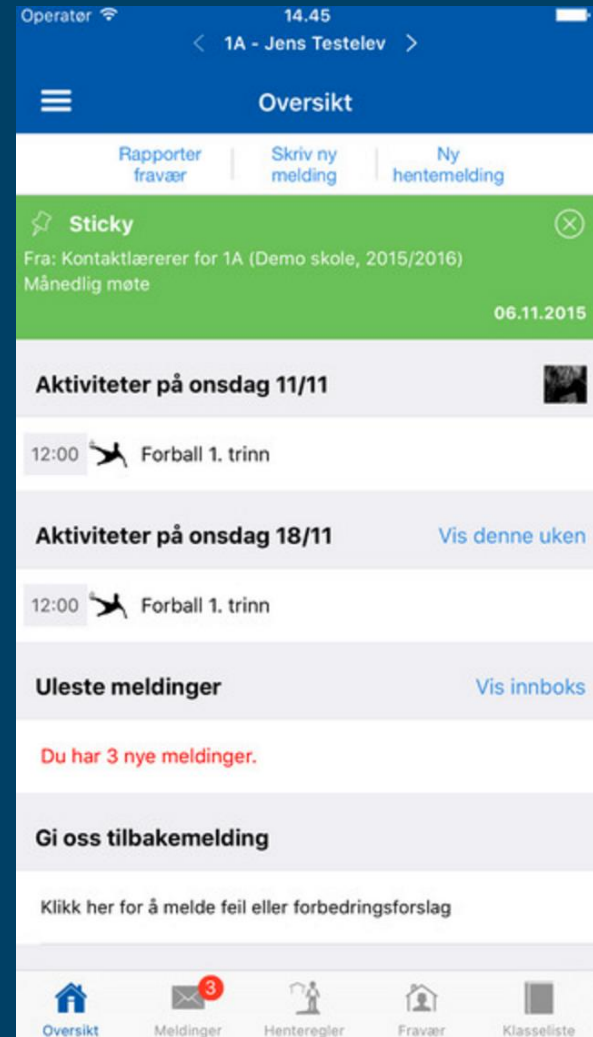 Operatør 14.45
< 1A - Jens Testelev >
Oversikt
Rapporter fravær
Skriv ny melding
Ny hentemelding
Sticky
Fra: Kontaktlærerer for 1A (Demo skole, 2015/2016)
Månedlig møte
06.11.2015
Aktiviteter på onsdag 11/11
12:00 Forball 1. trinn
Aktiviteter på onsdag 18/11 Vis denne uken
12:00 Forball 1. trinn
Uleste meldinger Vis innboks
Du har 3 nye meldinger.
Gi oss tilbakemelding
Klikk her for å melde feil eller forbedringsforslag
3
Oversikt Meldinger Henteregler Fravær Klasseliste